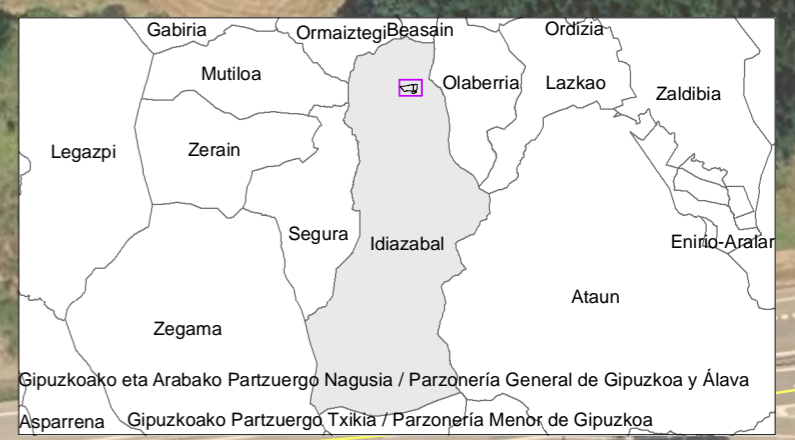 Gabiria
Ormaiztegi
Beasain
Ordizia
Mutiloa
Olaberria
Lazkao
Zaldibia
Legazpi
Zerain
Segura
Idiazabal
Enirio-Aralar
Ataun
Zegama
Gipuzkoako eta Arabako Partzuergo Nagusia / Parzonería General de Gipuzkoa y Álava
Asparrena
Gipuzkoako Partzuergo Txikia / Parzonería Menor de Gipuzkoa